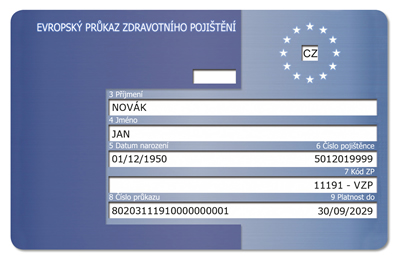 EVROPSKÝ PRŮKAZ ZDRAVOTNÍHO POJIŠTĚNÍ
CZ
3 Příjmení
NOVÁK
4 Jméno
JAN
5 Datum narození 6 Číslo pojištěnce
01/12/1950 5012019999
7 Kód ZP
11191 - VZP
8 Číslo průkazu 9 Platnost do
80203111910000000001 30/09/2029